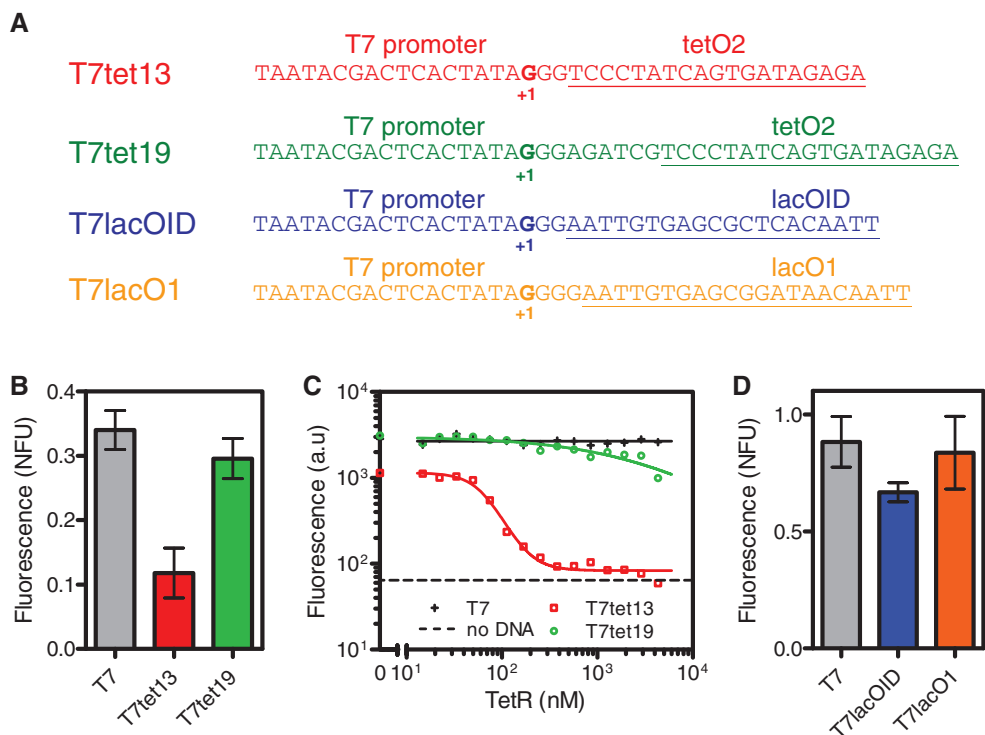 A
T7 promoter tetO2
T7tet13 TAATACGACTCACTATAGGGTCCCTATCAGTGATAGAGA
+1
T7 promoter tetO2
T7tet19 TAATACGACTCACTATAGGGAGATCGTCCCTATCAGTGATAGAGA
+1
T7 promoter lacOID
T7lacOID TAATACGACTCACTATAGGGAATTGTGAGCGCTCACAATT
+1
T7 promoter lacO1
T7lacO1 TAATACGACTCACTATAGGGGAATTGTGAGCGGATAACAATT
+1
B
Fluorescence (NFU)
0.4
0.3
0.2
0.1
0.0
T7
T7tet13
T7tet19
C
Fluorescence (a.u)
10^4
10^3
10^2
10^1
T7
no DNA
T7tet13
T7tet19
0 10^1 10^2 10^3 10^4
TetR (nM)
D
Fluorescence (NFU)
1.0
0.5
0.0
T7
T7lacOID
T7lacO1